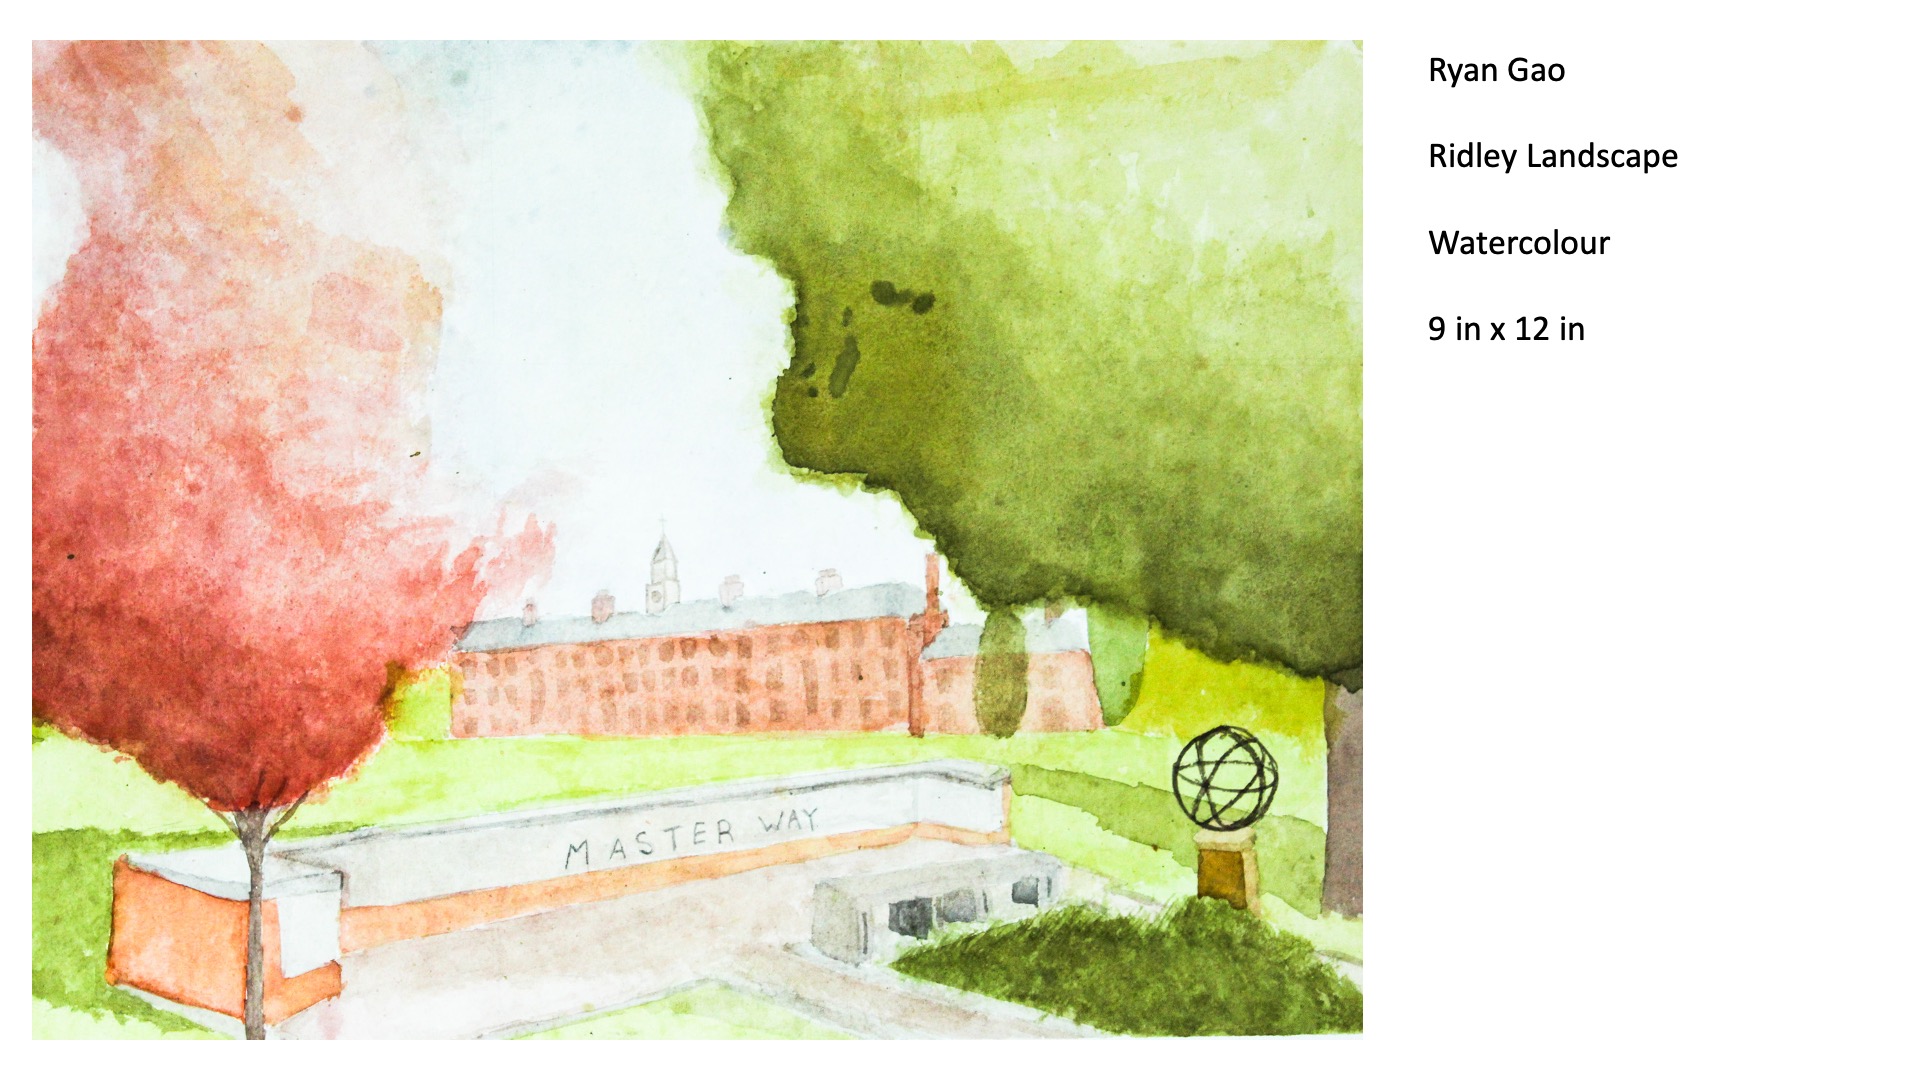 Ryan Gao
Ridley Landscape
Watercolour
9 in x 12 in
MASTER WAY